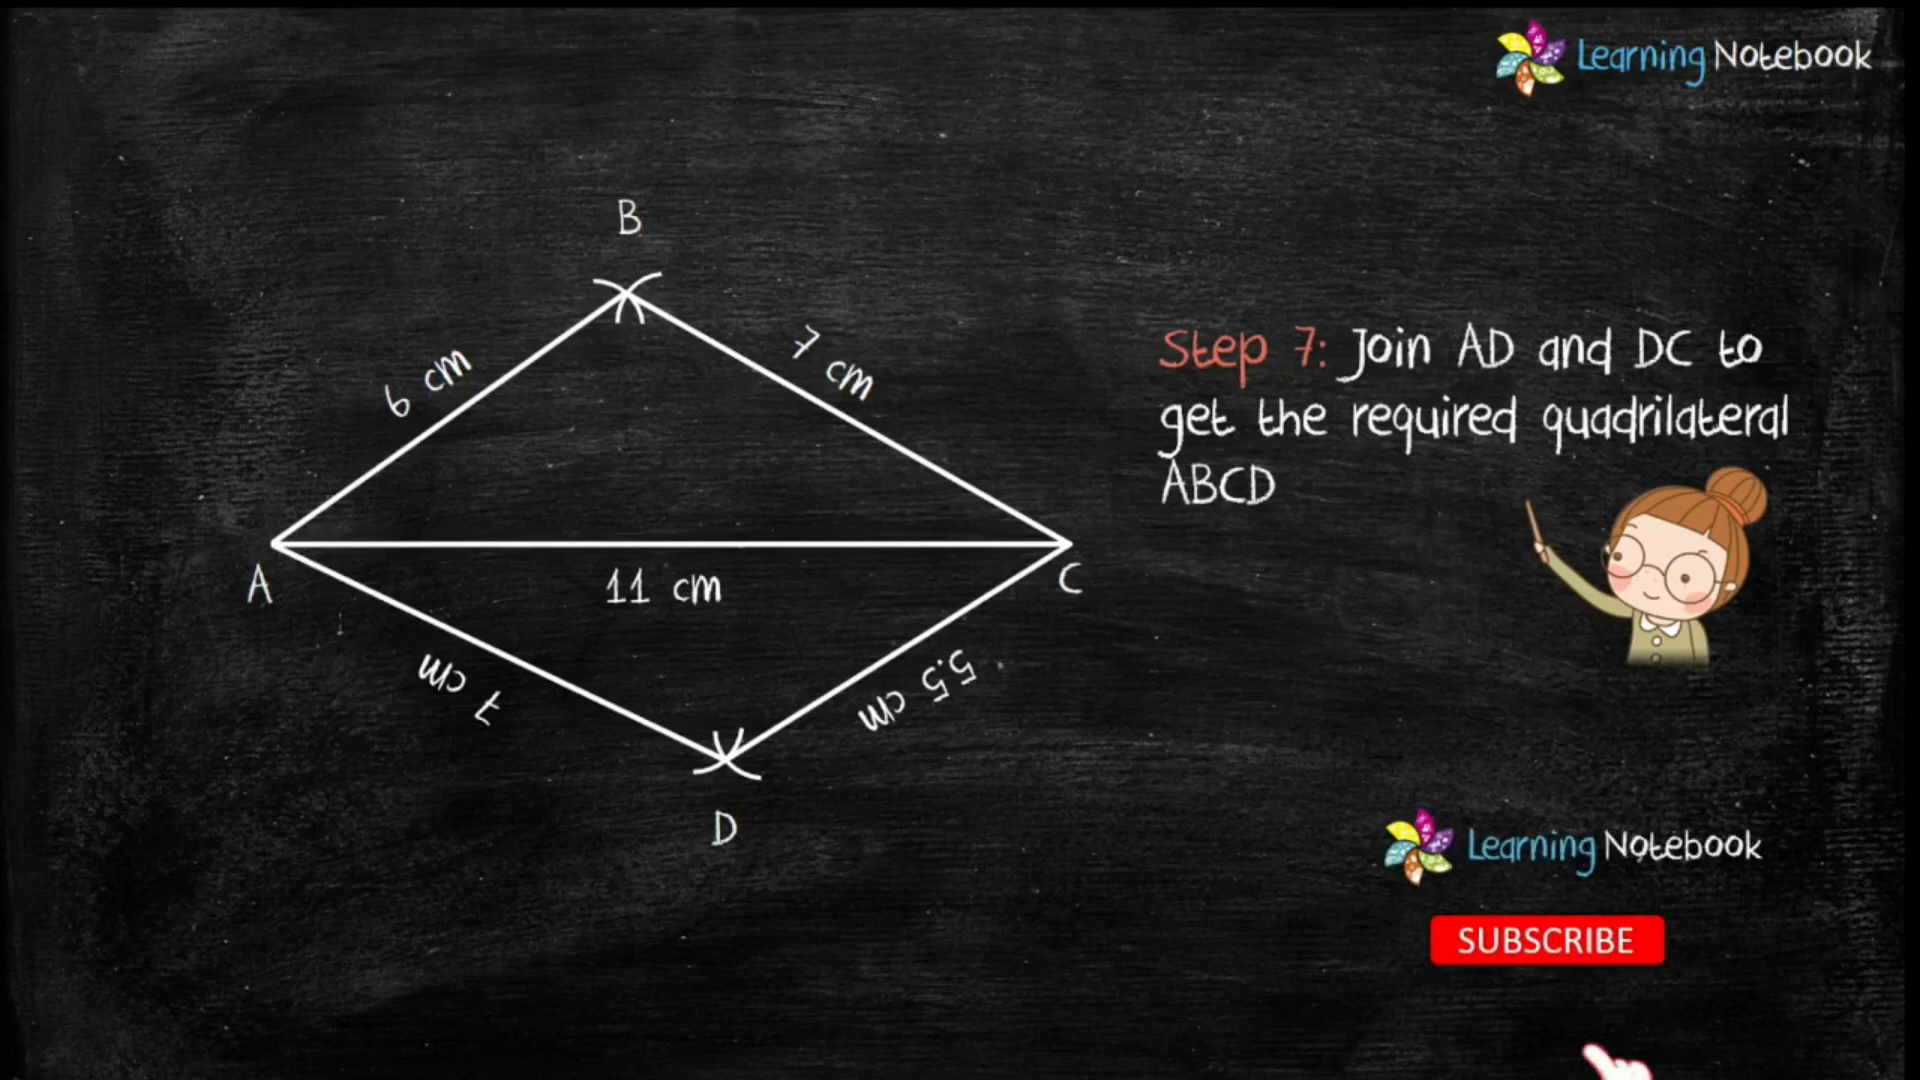 Learning Notebook
B
6 cm
7 cm
Step 7: Join AD and DC to
get the required quadrilateral
ABCD
A
11 cm
C
7 cm
5.5 cm
D
Learning Notebook
SUBSCRIBE